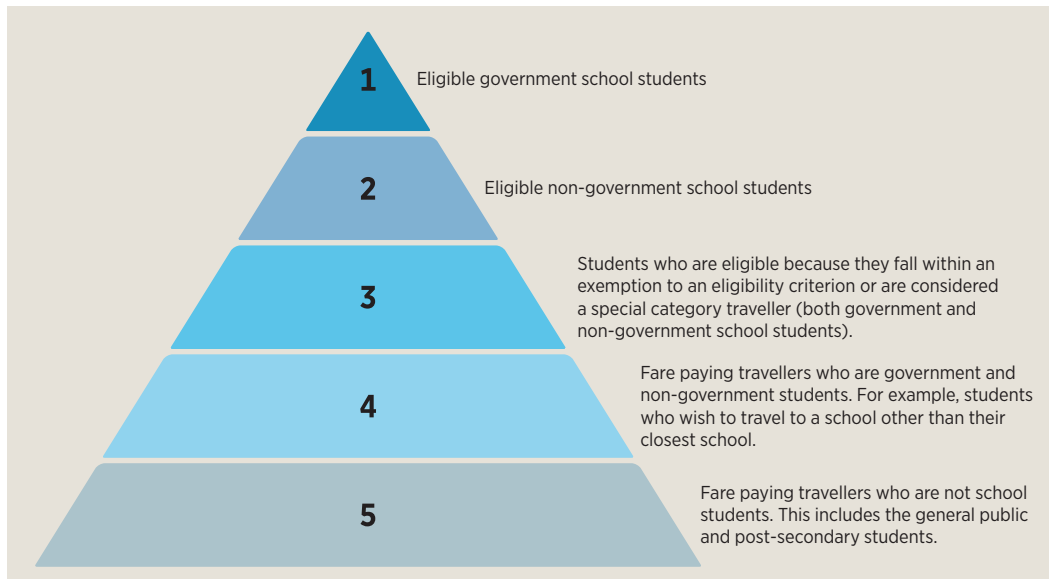 1
Eligible government school students
2
Eligible non-government school students
3
Students who are eligible because they fall within an
exemption to an eligibility criterion or are considered
a special category traveller (both government and
non-government school students).
4
Fare paying travellers who are government and
non-government students. For example, students
who wish to travel to a school other than their
closest school.
5
Fare paying travellers who are not school
students. This includes the general public
and post-secondary students.